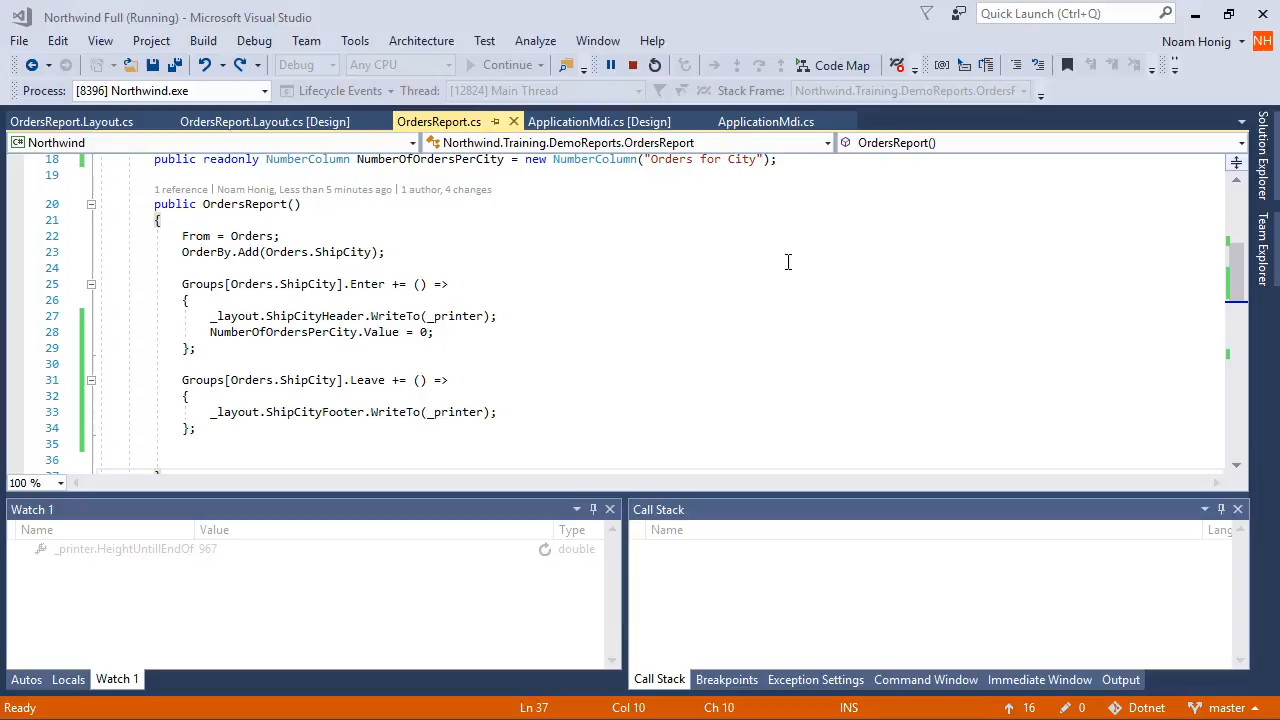 Northwind Full (Running) - Microsoft Visual Studio
Quick Launch (Ctrl+Q)
File Edit View Project Build Debug Team Tools Architecture Test Analyze Window Help
Noam Honig NH
Debug Any CPU Continue Code Map
Process: [8396] Northwind.exe Lifecycle Events Thread: [12824] Main Thread Stack Frame: Northwind.Training.DemoReports.OrdersF
OrdersReport.Layout.cs OrdersReport.Layout.cs [Design] OrdersReport.cs ApplicationMdi.cs [Design] ApplicationMdi.cs
Northwind Northwind.Training.DemoReports.OrdersReport OrdersReport()
18 public readonly NumberColumn NumberOfOrdersPerCity = new NumberColumn("Orders for City");
19
1 reference | Noam Honig, Less than 5 minutes ago | 1 author, 4 changes
20 public OrdersReport()
21 {
22 From = Orders;
23 OrderBy.Add(Orders.ShipCity);
24
25 Groups[Orders.ShipCity].Enter += () =>
26 {
27 _layout.ShipCityHeader.WriteTo(_printer);
28 NumberOfOrdersPerCity.Value = 0;
29 };
30
31 Groups[Orders.ShipCity].Leave += () =>
32 {
33 _layout.ShipCityFooter.WriteTo(_printer);
34 };
35
36
Solution Explorer
Team Explorer
100 %
Watch 1
Name Value Type
_printer.HeightUntillEndOf 967 double
Call Stack
Name Lang
Autos Locals Watch 1
Call Stack Breakpoints Exception Settings Command Window Immediate Window Output
Ready Ln 37 Col 10 Ch 10 INS 16 0 Dotnet master